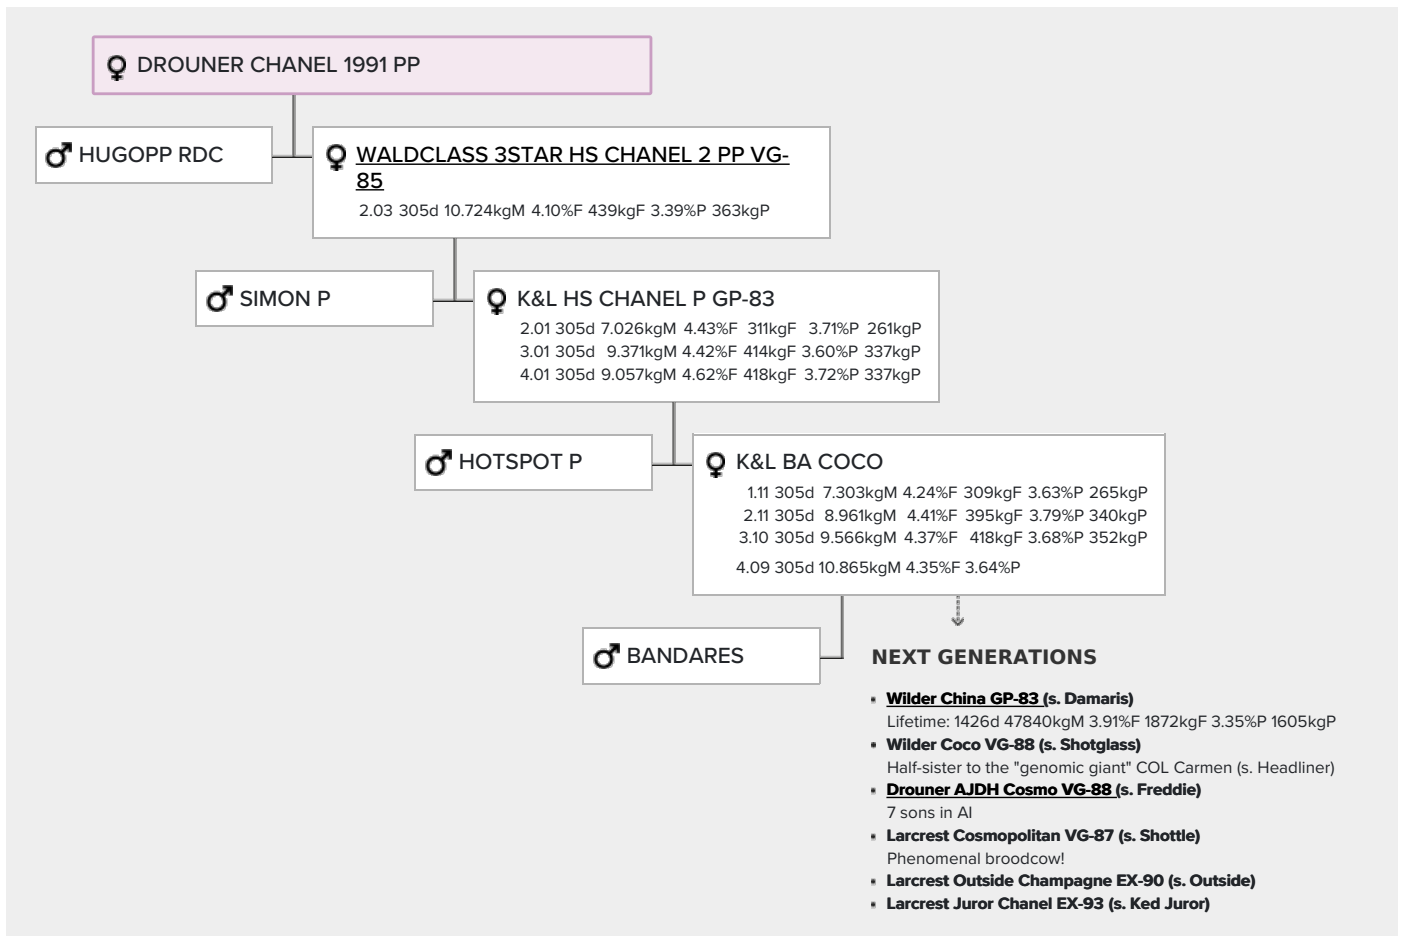 DROUNER CHANEL 1991 PP
HUGOPP RDC
WALDCLASS 3STAR HS CHANEL 2 PP VG-
85
2.03 305d 10.724kgM 4.10%F 439kgF 3.39%P 363kgP
SIMON P
K&L HS CHANEL P GP-83
2.01 305d 7.026kgM 4.43%F 311kgF 3.71%P 261kgP
3.01 305d 9.371kgM 4.42%F 414kgF 3.60%P 337kgP
4.01 305d 9.057kgM 4.62%F 418kgF 3.72%P 337kgP
HOTSPOT P
K&L BA COCO
1.11 305d 7.303kgM 4.24%F 309kgF 3.63%P 265kgP
2.11 305d 8.961kgM 4.41%F 395kgF 3.79%P 340kgP
3.10 305d 9.566kgM 4.37%F 418kgF 3.68%P 352kgP
4.09 305d 10.865kgM 4.35%F 3.64%P
BANDARES
NEXT GENERATIONS
Wilder China GP-83 (s. Damaris)
Lifetime: 1426d 47840kgM 3.91%F 1872kgF 3.35%P 1605kgP
Wilder Coco VG-88 (s. Shotglass)
Half-sister to the "genomic giant" COL Carmen (s. Headliner)
Drouner AJDH Cosmo VG-88 (s. Freddie)
7 sons in AI
Larcrest Cosmopolitan VG-87 (s. Shottle)
Phenomenal broodcow!
Larcrest Outside Champagne EX-90 (s. Outside)
Larcrest Juror Chanel EX-93 (s. Ked Juror)